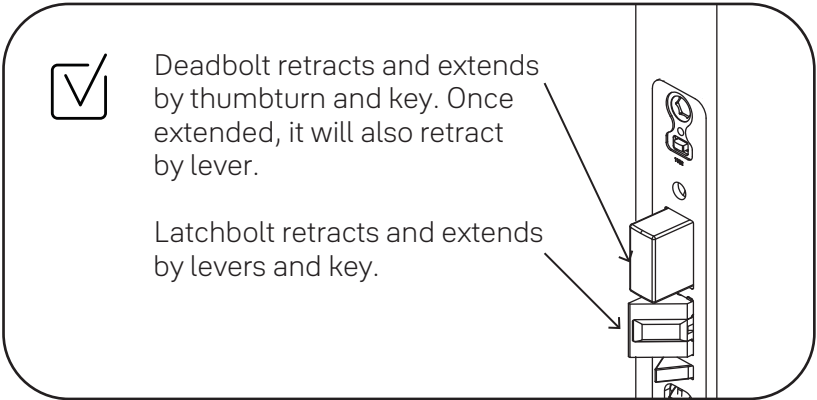 Deadbolt retracts and extends
by thumbturn and key. Once
extended, it will also retract
by lever.
Latchbolt retracts and extends
by levers and key.